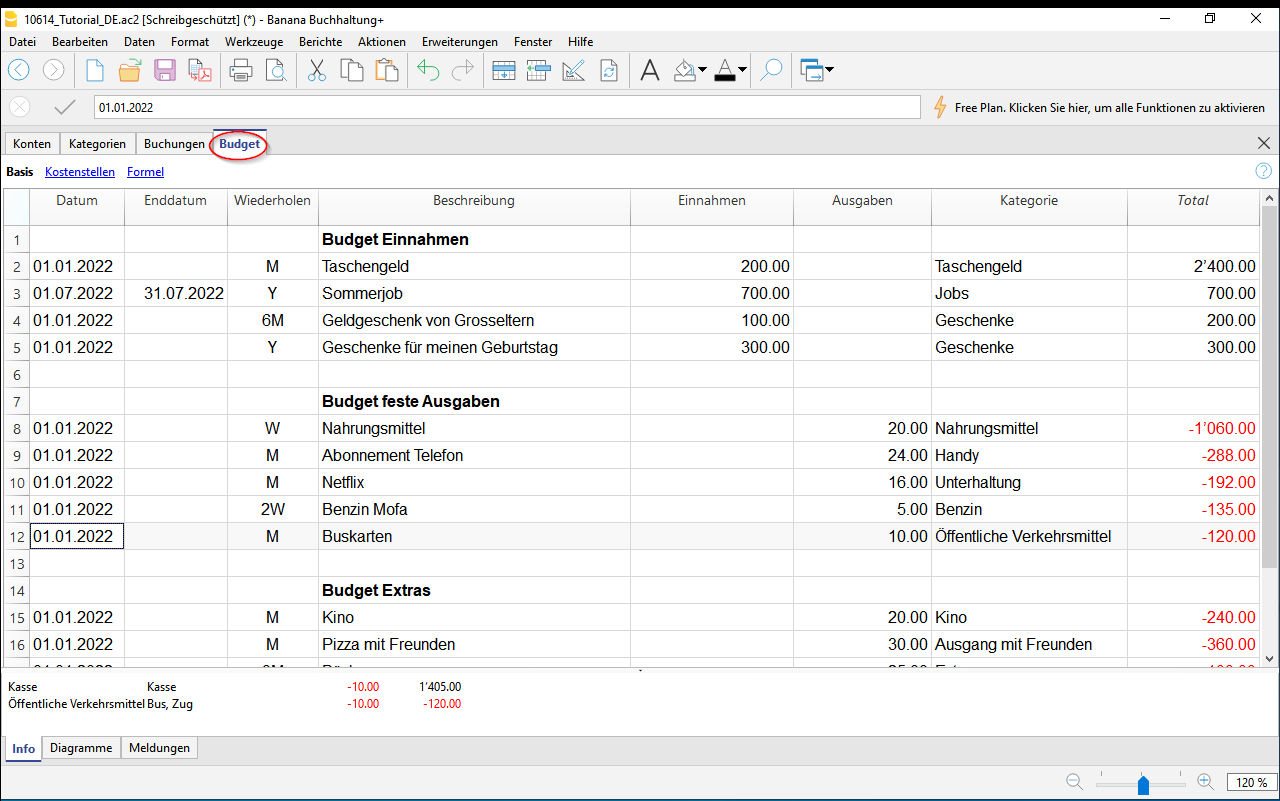 10614_Tutorial_DE.ac2 [Schreibgeschützt] (*) - Banana Buchhaltung+
Datei Bearbeiten Daten Format Werkzeuge Berichte Aktionen Erweiterungen Fenster Hilfe
01.01.2022 Free Plan. Klicken Sie hier, um alle Funktionen zu aktivieren
Konten Kategorien Buchungen Budget
Basis Kostenstellen Formel
Datum Enddatum Wiederholen Beschreibung Einnahmen Ausgaben Kategorie Total
1 Budget Einnahmen
2 01.01.2022 M Taschengeld 200.00 Taschengeld 2’400.00
3 01.07.2022 31.07.2022 Y Sommerjob 700.00 Jobs 700.00
4 01.01.2022 6M Geldgeschenk von Grosseltern 100.00 Geschenke 200.00
5 01.01.2022 Y Geschenke für meinen Geburtstag 300.00 Geschenke 300.00
6
7 Budget feste Ausgaben
8 01.01.2022 W Nahrungsmittel 20.00 Nahrungsmittel -1’060.00
9 01.01.2022 M Abonnement Telefon 24.00 Handy -288.00
10 01.01.2022 M Netflix 16.00 Unterhaltung -192.00
11 01.01.2022 2W Benzin Mofa 5.00 Benzin -135.00
12 01.01.2022 M Buskarten 10.00 Öffentliche Verkehrsmittel -120.00
13
14 Budget Extras
15 01.01.2022 M Kino 20.00 Kino -240.00
16 01.01.2022 M Pizza mit Freunden 30.00 Ausgang mit Freunden -360.00
Kasse Kasse -10.00 1’405.00
Öffentliche Verkehrsmittel Bus, Zug -10.00 -120.00
Info Diagramme Meldungen
120 %